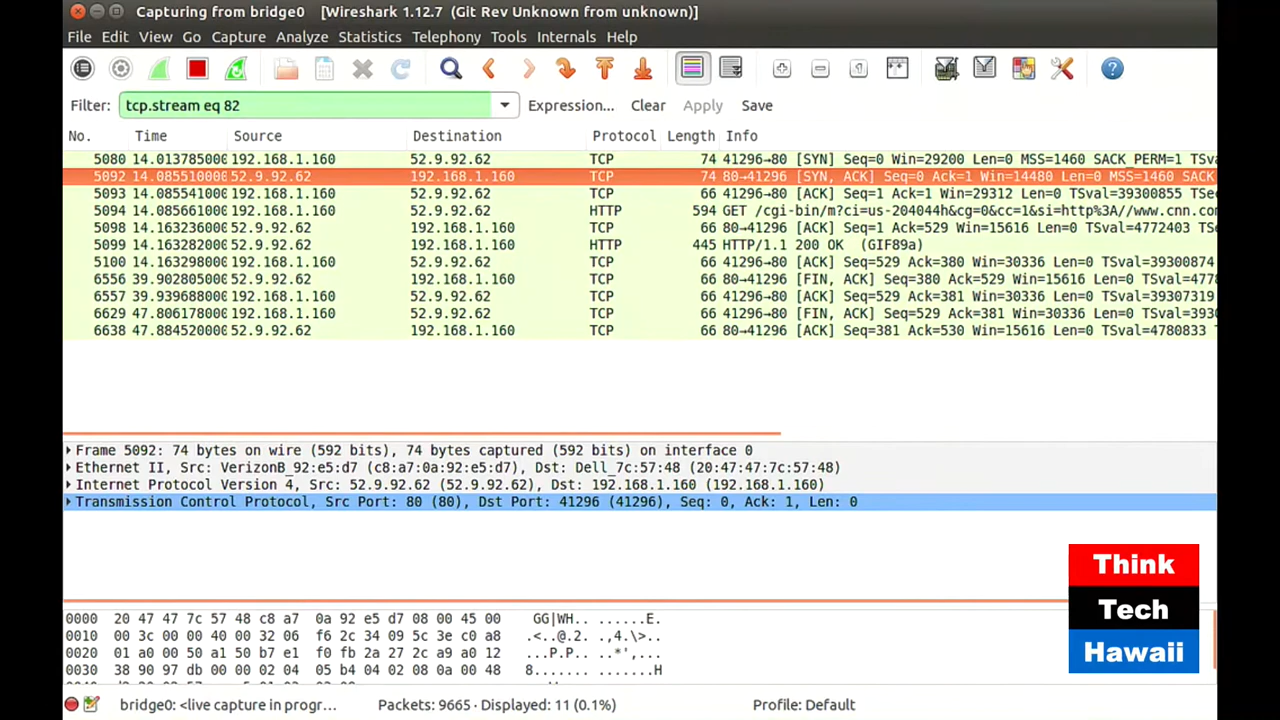 Capturing from bridge0 [Wireshark 1.12.7 (Git Rev Unknown from unknown)]
File Edit View Go Capture Analyze Statistics Telephony Tools Internals Help
Filter: tcp.stream eq 82 Expression... Clear Apply Save
No. Time Source Destination Protocol Length Info
5080 14.013785000 192.168.1.160 52.9.92.62 TCP 74 41296→80 [SYN] Seq=0 Win=29200 Len=0 MSS=1460 SACK_PERM=1 TSva
5092 14.085510000 52.9.92.62 192.168.1.160 TCP 74 80→41296 [SYN, ACK] Seq=0 Ack=1 Win=14480 Len=0 MSS=1460 SACK
5093 14.085541000 192.168.1.160 52.9.92.62 TCP 66 41296→80 [ACK] Seq=1 Ack=1 Win=29312 Len=0 TSval=39300855 TSe
5094 14.085661000 192.168.1.160 52.9.92.62 HTTP 594 GET /cgi-bin/m?ci=us-204044h&cg=0&cc=1&si=http%3A//www.cnn.co
5098 14.163236000 52.9.92.62 192.168.1.160 TCP 66 80→41296 [ACK] Seq=1 Ack=529 Win=15616 Len=0 TSval=4772403 TS
5099 14.163282000 52.9.92.62 192.168.1.160 HTTP 445 HTTP/1.1 200 OK (GIF89a)
5100 14.163298000 192.168.1.160 52.9.92.62 TCP 66 41296→80 [ACK] Seq=529 Ack=380 Win=30336 Len=0 TSval=39300874
6556 39.902805000 52.9.92.62 192.168.1.160 TCP 66 80→41296 [FIN, ACK] Seq=380 Ack=529 Win=15616 Len=0 TSval=477
6557 39.939688000 192.168.1.160 52.9.92.62 TCP 66 41296→80 [ACK] Seq=529 Ack=381 Win=30336 Len=0 TSval=39307319
6629 47.806178000 192.168.1.160 52.9.92.62 TCP 66 41296→80 [FIN, ACK] Seq=529 Ack=381 Win=30336 Len=0 TSval=393
6638 47.884520000 52.9.92.62 192.168.1.160 TCP 66 80→41296 [ACK] Seq=381 Ack=530 Win=15616 Len=0 TSval=4780833 T
Frame 5092: 74 bytes on wire (592 bits), 74 bytes captured (592 bits) on interface 0
Ethernet II, Src: VerizonB_92:e5:d7 (c8:a7:0a:92:e5:d7), Dst: Dell_7c:57:48 (20:47:47:7c:57:48)
Internet Protocol Version 4, Src: 52.9.92.62 (52.9.92.62), Dst: 192.168.1.160 (192.168.1.160)
Transmission Control Protocol, Src Port: 80 (80), Dst Port: 41296 (41296), Seq: 0, Ack: 1, Len: 0
0000 20 47 47 7c 57 48 c8 a7 0a 92 e5 d7 08 00 45 00 GG|WH.. ......E.
0010 00 3c 00 00 40 00 32 06 f6 2c 34 09 5c 3e c0 a8 .<..@.2. .,4.\>..
0020 01 a0 00 50 a1 50 b7 e1 f0 fb 2a 27 2c a9 a0 12 ...P.P.. ..*',...
0030 38 90 97 db 00 00 02 04 05 b4 04 02 08 0a 00 48 8....... .......H
bridge0: <live capture in progr... Packets: 9665 · Displayed: 11 (0.1%) Profile: Default
Think
Tech
Hawaii